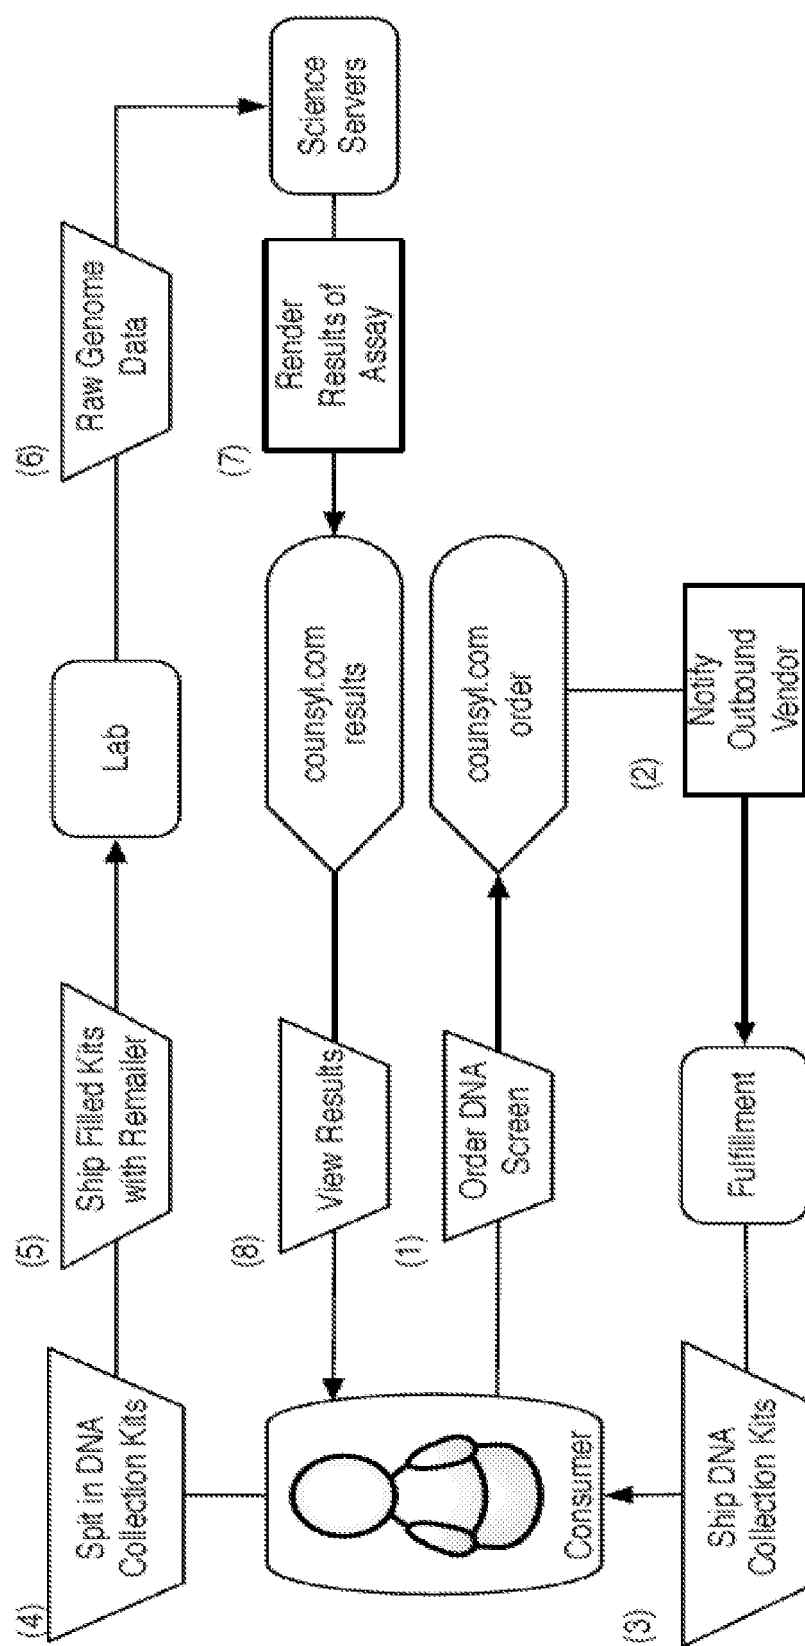 (4)
Spit in DNA
Collection Kits
(5)
Ship Filled Kits
with Remailer
Lab
(6)
Raw Genome
Data
Science
Servers
(7)
Render
Results of
Assay
counsyl.com
results
(8)
View Results
Consumer
(1)
Order DNA
Screen
counsyl.com
order
(2)
Notify
Outbound
Vendor
Fulfillment
(3)
Ship DNA
Collection Kits